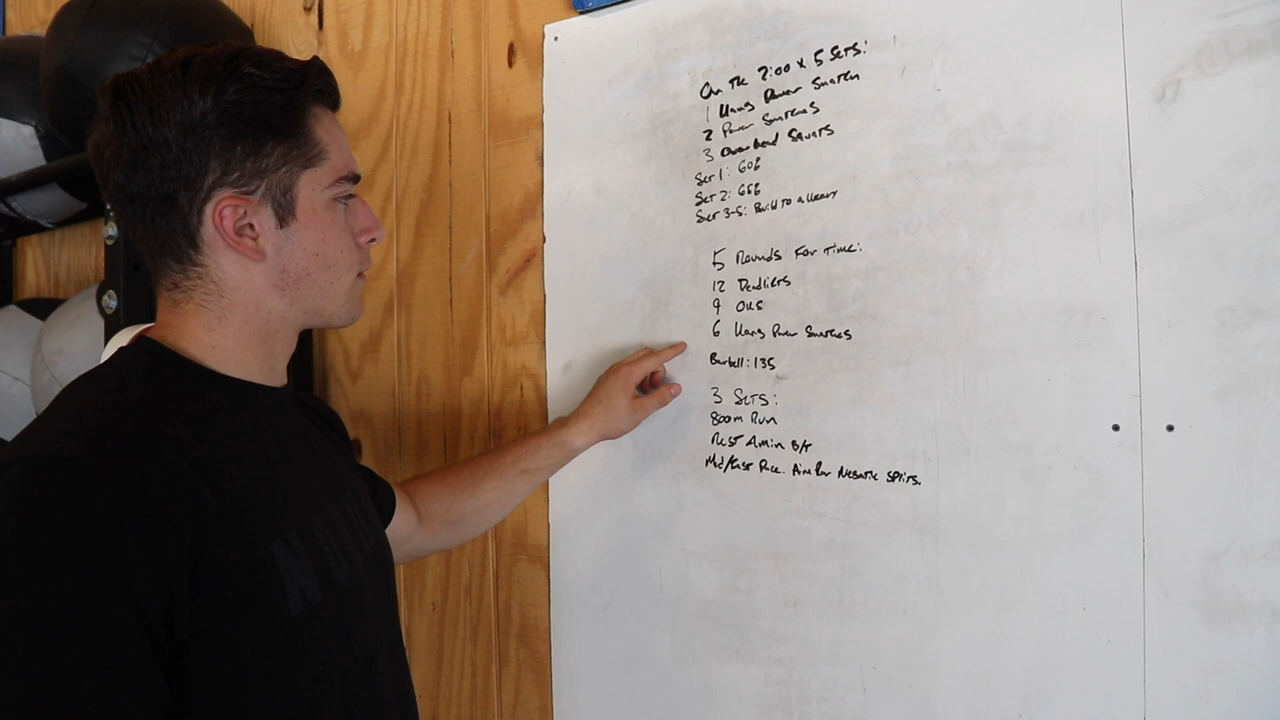 On The 2:00 x 5 Sets:
1 Hang Power Snatch
2 Power Snatches
3 Overhead Squats
Set 1: 60%
Set 2: 65%
Set 3-5: Build to a Heavy
5 Rounds For Time:
12 Deadlifts
9 OHS
6 Hang Power Snatches
Barbell: 135
3 Sets:
800m Run
Rest 4min B/T
Mid/Fast Pace. Aim For Negative Splits.